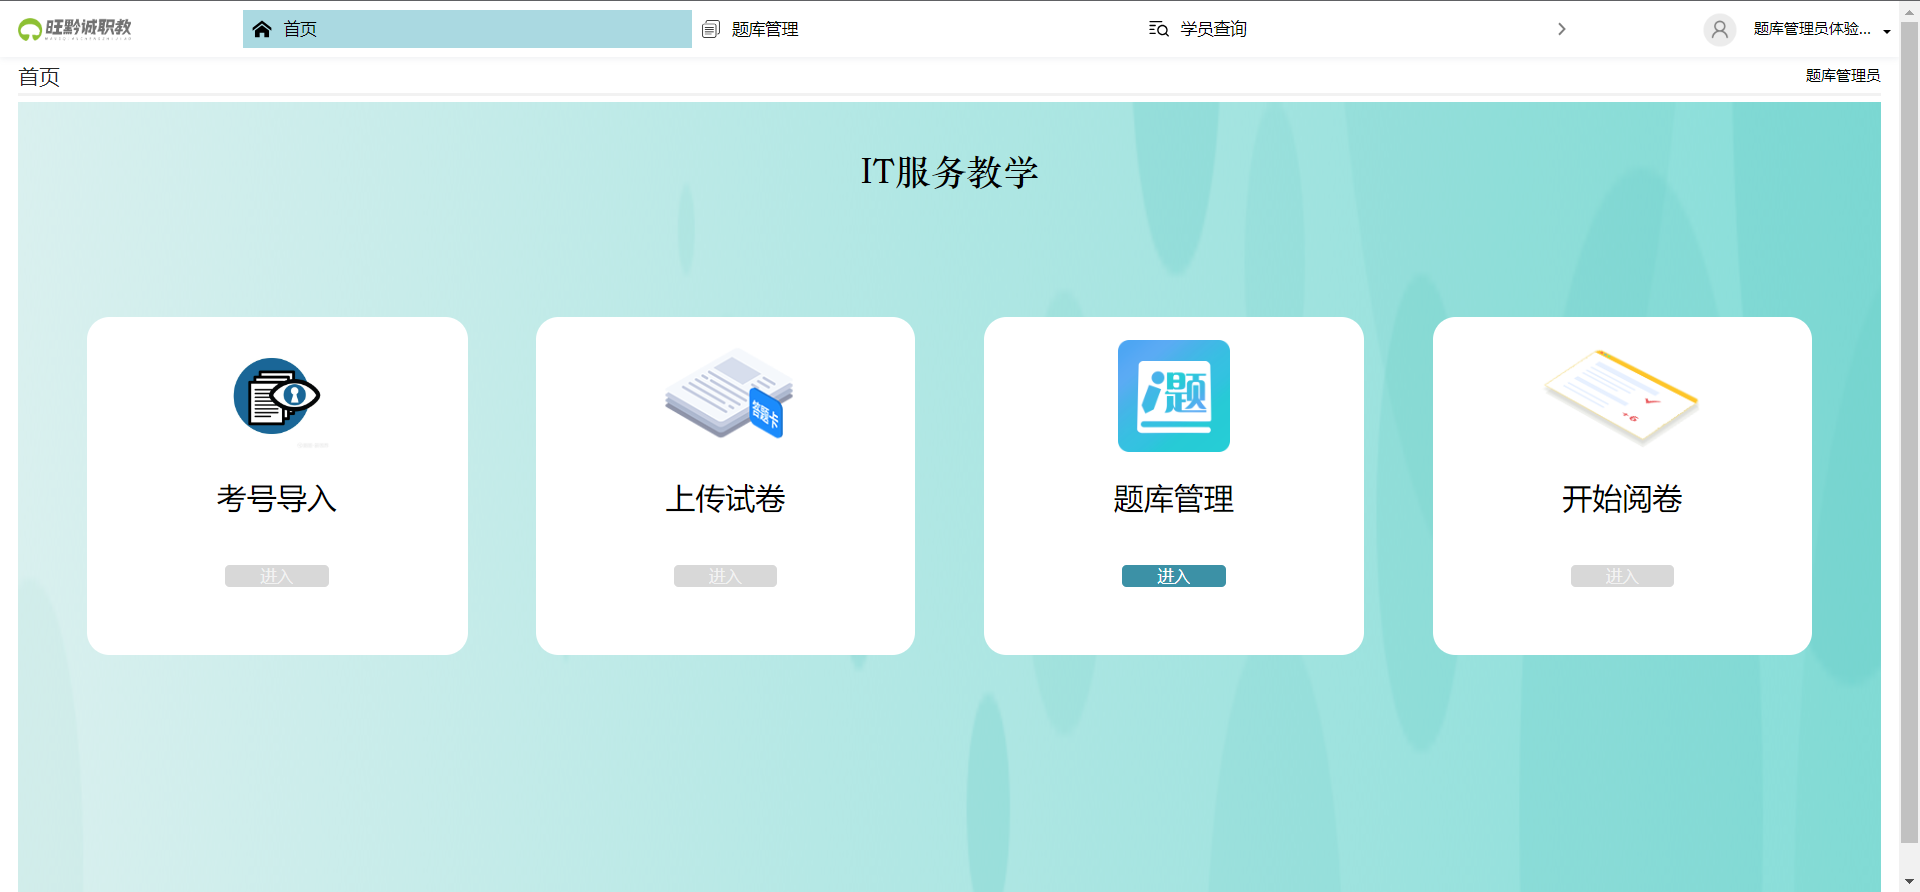 旺黔诚职教
首页
题库管理
学员查询
题库管理员体验...
首页
题库管理员
IT服务教学
答题卡
i题
+6
考号导入
上传试卷
题库管理
开始阅卷
进入
进入
进入
进入